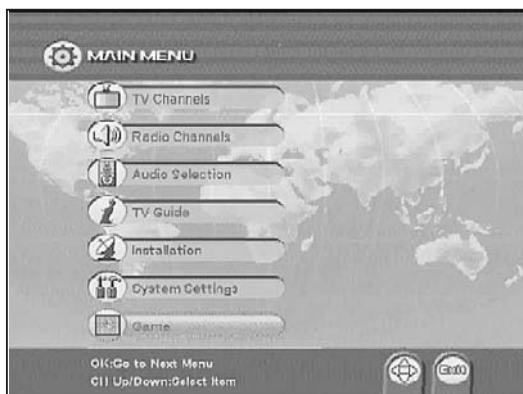 MAIN MENU
TV Channels
Radio Channels
Audio Selection
TV Guide
Installation
System Settings
Game
OK:Go to Next Menu
CH Up/Down:Select Item
EXIT